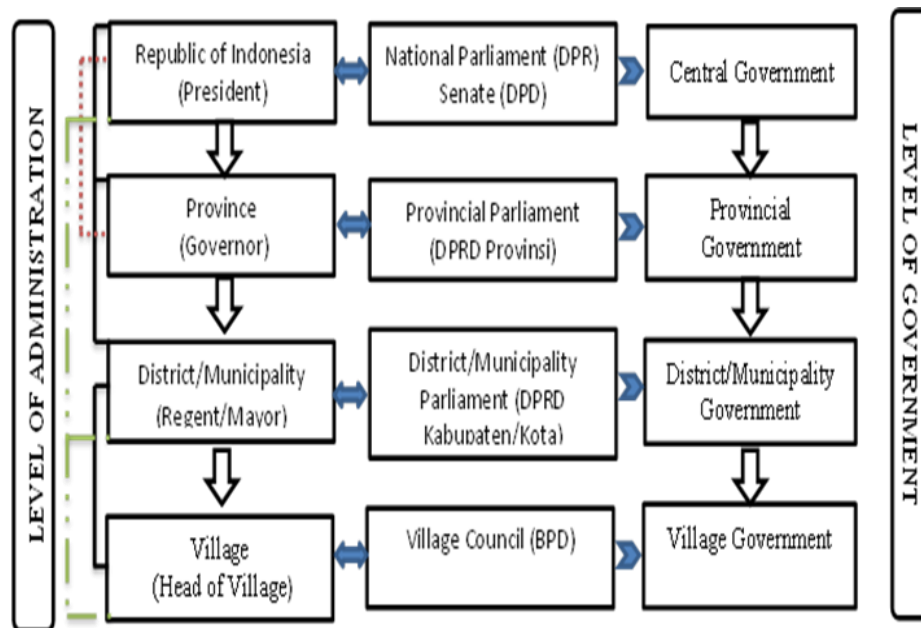 LEVEL OF ADMINISTRATION
Republic of Indonesia
(President)
National Parliament (DPR)
Senate (DPD)
Central Government
Province
(Governor)
Provincial Parliament
(DPRD Provinsi)
Provincial
Government
District/Municipality
(Regent/Mayor)
District/Municipality
Parliament (DPRD
Kabupaten/Kota)
District/Municipality
Government
Village
(Head of Village)
Village Council (BPD)
Village Government
LEVEL OF GOVERNMENT